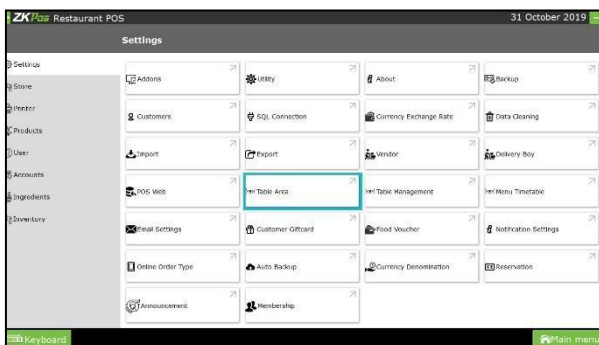 ZKPos Restaurant POS
31 October 2019
Settings
Settings
Store
Printer
Products
User
Accounts
Ingredients
Inventory
Addons
Utility
About
Backup
Customers
SQL Connection
Currency Exchange Rate
Data Cleaning
Import
Export
Vendor
Delivery Boy
POS Web
Table Area
Table Management
Menu Timetable
Email Settings
Customer Giftcard
Food Voucher
Notification Settings
Online Order Type
Auto Backup
Currency Denomination
Reservation
Announcement
Membership
Keyboard
Main menu